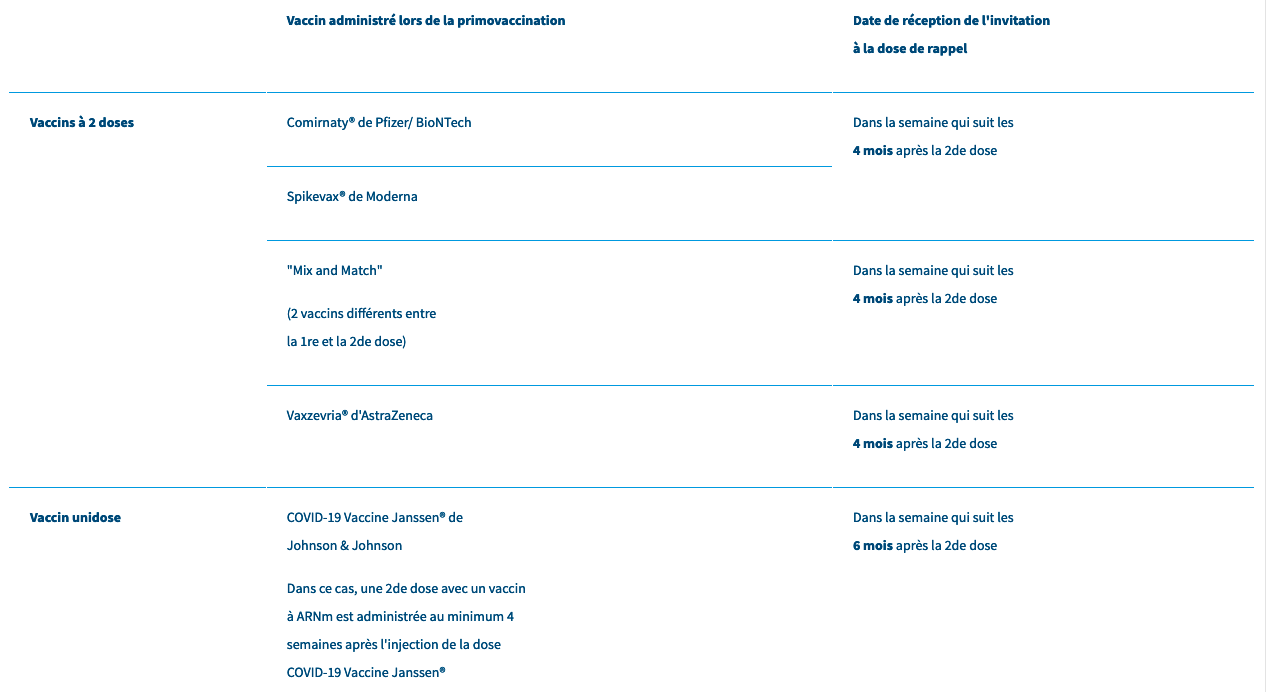 Vaccin administré lors de la primovaccination
Date de réception de l'invitation
à la dose de rappel
Vaccins à 2 doses
Comirnaty® de Pfizer/ BioNTech
Dans la semaine qui suit les
4 mois après la 2de dose
Spikevax® de Moderna
"Mix and Match"
(2 vaccins différents entre
la 1re et la 2de dose)
Dans la semaine qui suit les
4 mois après la 2de dose
Vaxzevria® d'AstraZeneca
Dans la semaine qui suit les
4 mois après la 2de dose
Vaccin unidose
COVID-19 Vaccine Janssen® de
Johnson & Johnson
Dans ce cas, une 2de dose avec un vaccin
à ARNm est administrée au minimum 4
semaines après l'injection de la dose
COVID-19 Vaccine Janssen®
Dans la semaine qui suit les
6 mois après la 2de dose